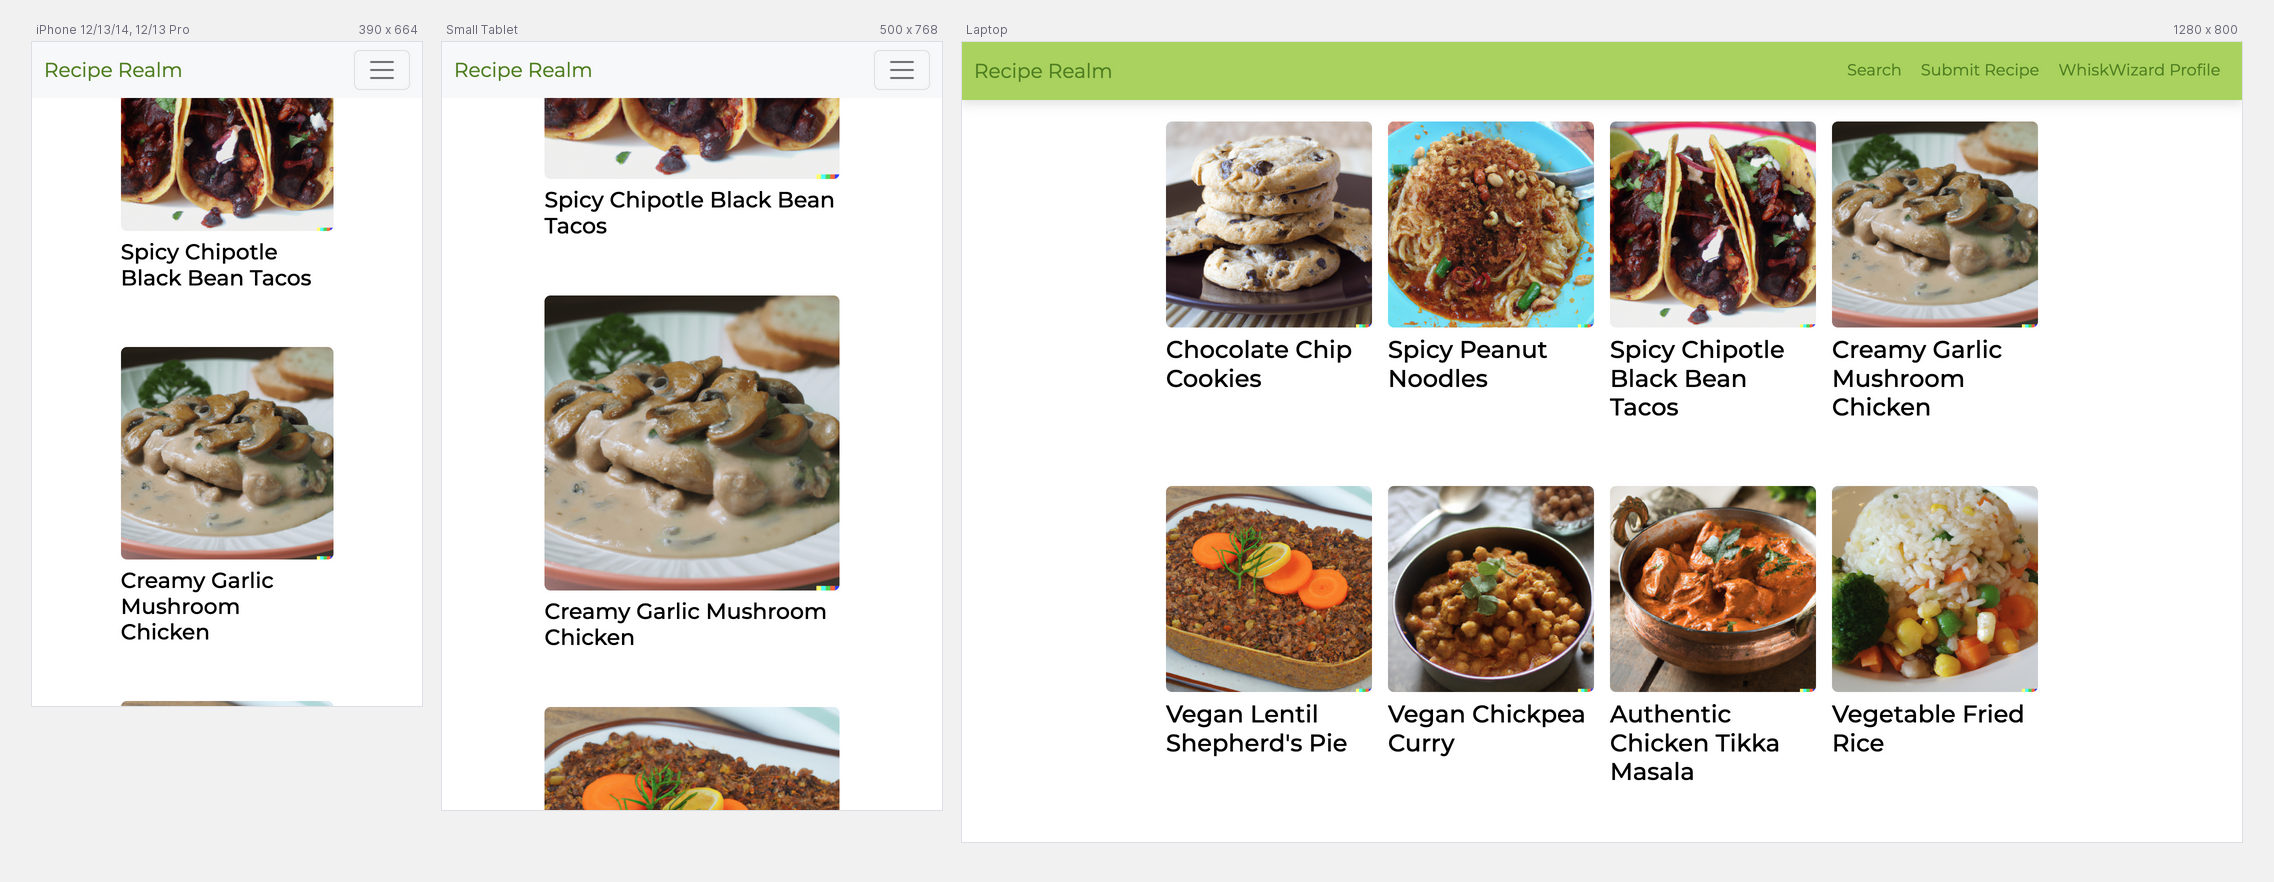 iPhone 12/13/14, 12/13 Pro
390 x 664
Recipe Realm
Spicy Chipotle
Black Bean Tacos
Creamy Garlic
Mushroom
Chicken
Small Tablet
500 x 768
Recipe Realm
Spicy Chipotle Black Bean
Tacos
Creamy Garlic Mushroom
Chicken
Laptop
1280 x 800
Recipe Realm
Search
Submit Recipe
WhiskWizard Profile
Chocolate Chip
Cookies
Spicy Peanut
Noodles
Spicy Chipotle
Black Bean
Tacos
Creamy Garlic
Mushroom
Chicken
Vegan Lentil
Shepherd's Pie
Vegan Chickpea
Curry
Authentic
Chicken Tikka
Masala
Vegetable Fried
Rice